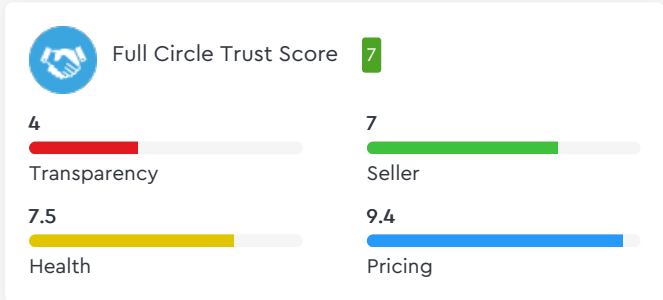 Full Circle Trust Score 7
4
Transparency
7
Seller
7.5
Health
9.4
Pricing